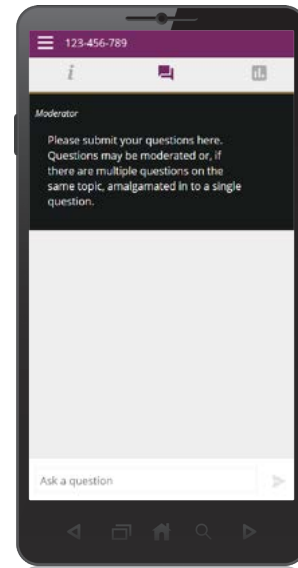 123-456-789
i
Moderator
Please submit your questions here.
Questions may be moderated or, if
there are multiple questions on the
same topic, amalgamated in to a single
question.
Ask a question